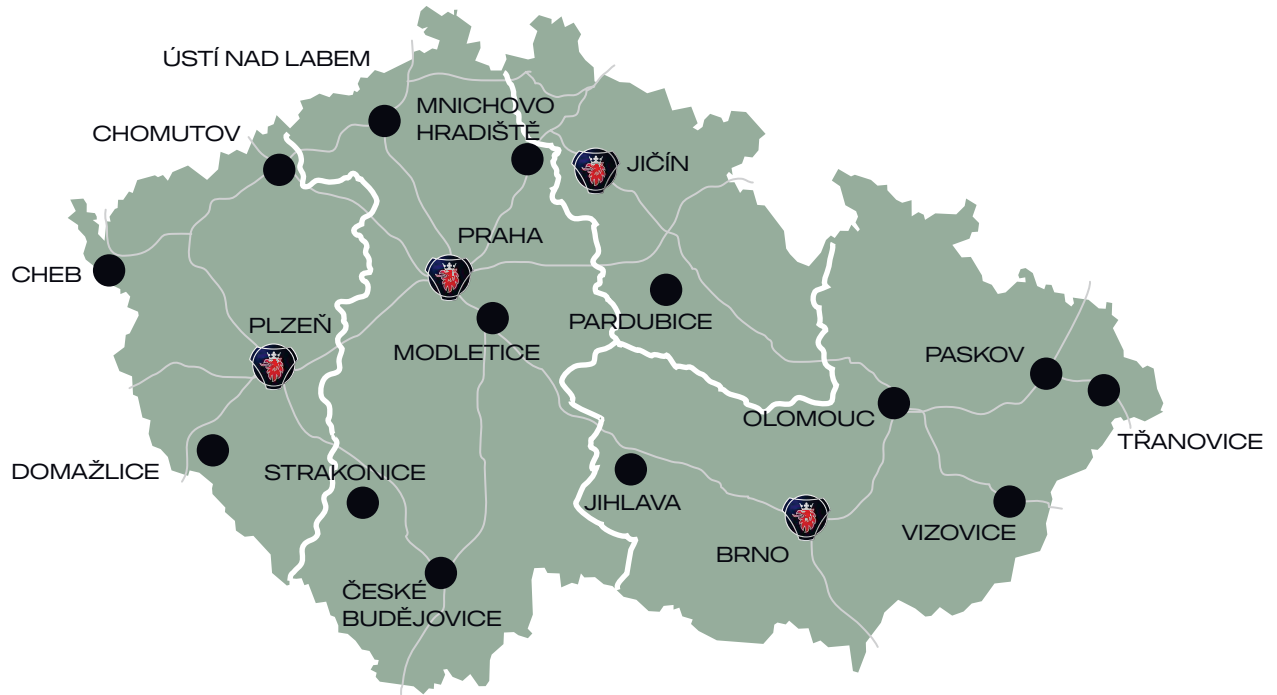 ÚSTÍ NAD LABEM
MNICHOVO
HRADIŠTĚ
CHOMUTOV
JIČÍN
PRAHA
CHEB
PLZEŇ
PARDUBICE
MODLETICE
PASKOV
OLOMOUC
TŘANOVICE
DOMAŽLICE
STRAKONICE
JIHLAVA
VIZOVICE
BRNO
ČESKÉ
BUDĚJOVICE